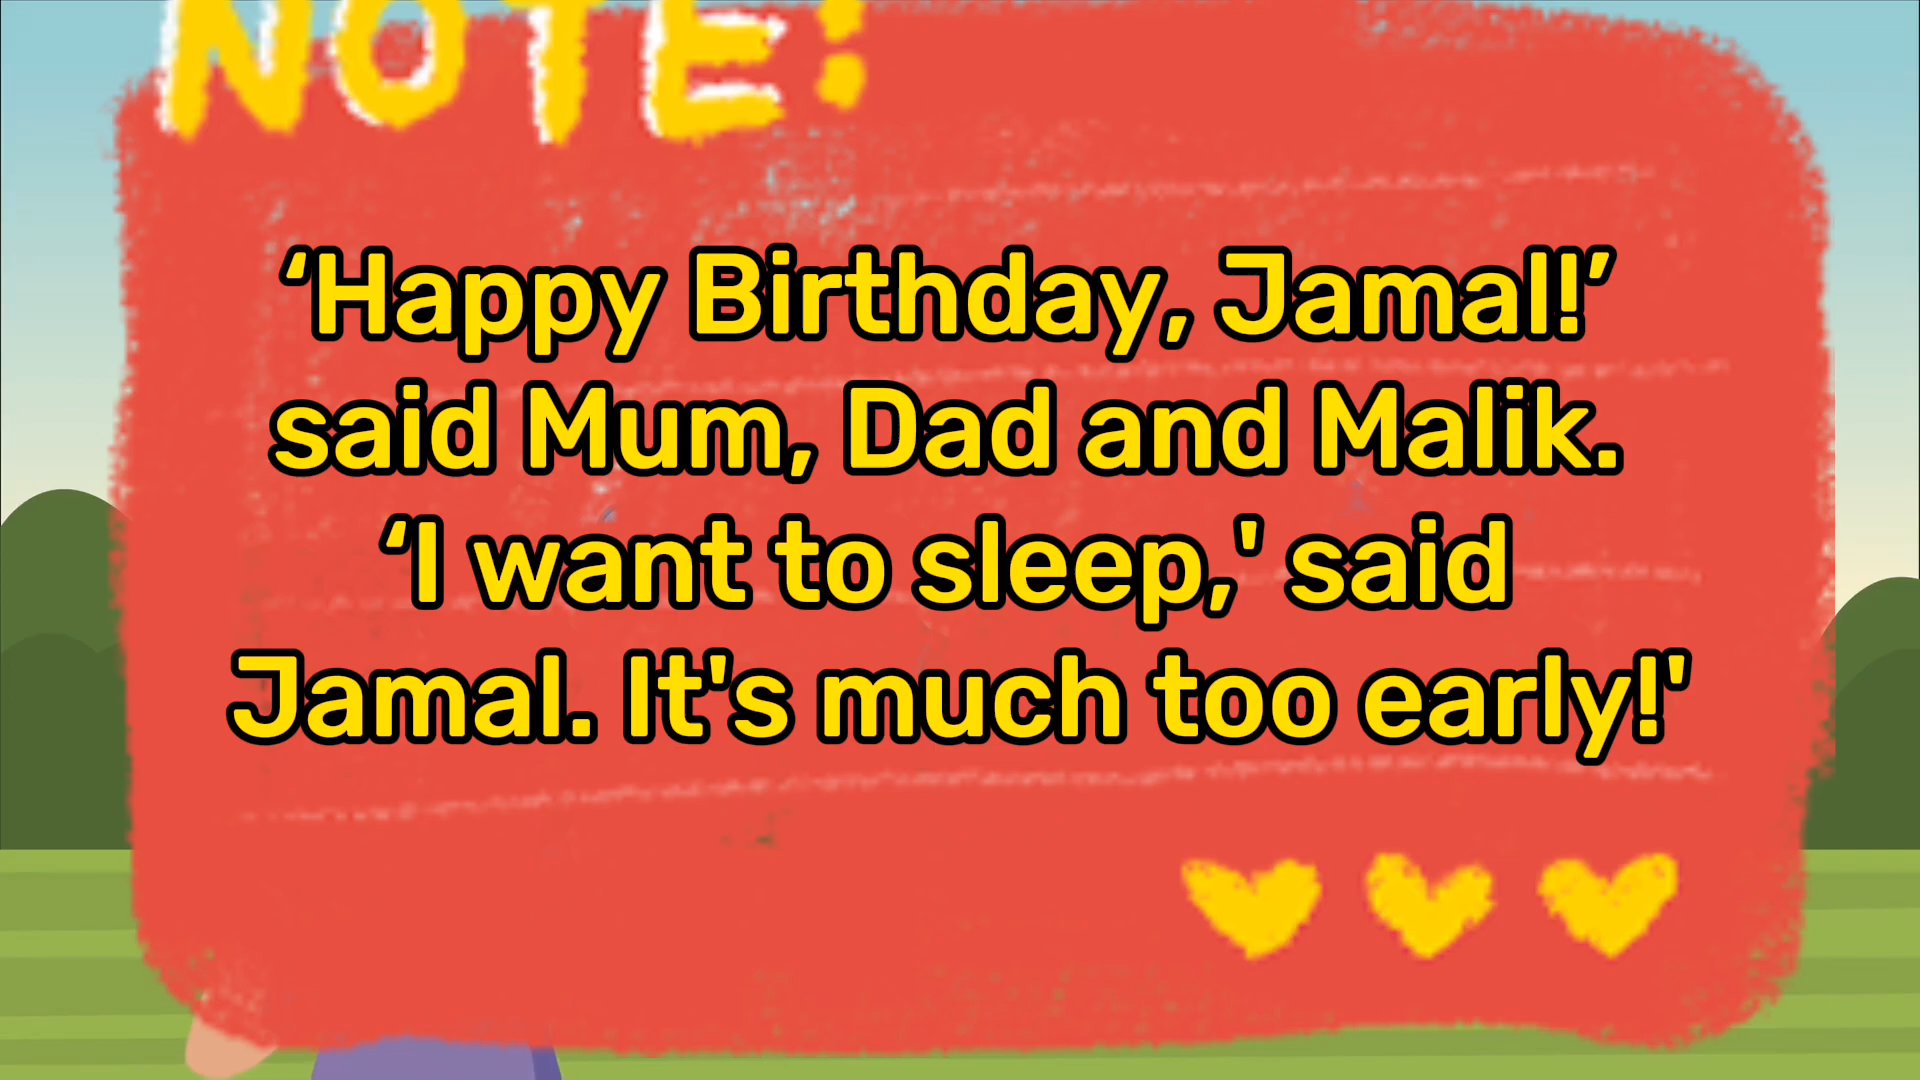 NOTE!
‘Happy Birthday, Jamal!’
said Mum, Dad and Malik.
‘I want to sleep,' said
Jamal. It's much too early!'